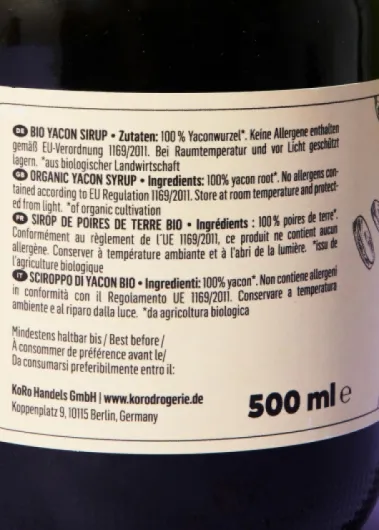 DE BIO YACON SIRUP • Zutaten: 100 % Yaconwurzel*. Keine Allergene enthalten
gemäß EU-Verordnung 1169/2011. Bei Raumtemperatur und vor Licht geschützt
lagern. *aus biologischer Landwirtschaft
GB ORGANIC YACON SYRUP • Ingredients: 100% yacon root*. No allergens con-
tained according to EU Regulation 1169/2011. Store at room temperature and protect-
ed from light. *of organic cultivation
FR SIROP DE POIRES DE TERRE BIO • Ingrédients : 100 % poires de terre*.
Conformément au règlement de l'UE 1169/2011, ce produit ne contient aucun
allergène. Conserver à température ambiante et à l'abri de la lumière. *issu de
l'agriculture biologique
IT SCIROPPO DI YACON BIO • Ingredienti: 100% yacon*. Non contiene allergeni
in conformità con il Regolamento UE 1169/2011. Conservare a temperatura
ambiente e al riparo dalla luce. *da agricoltura biologica
Mindestens haltbar bis / Best before /
À consommer de préférence avant le/
Da consumarsi preferibilmente entro il:
KoRo Handels GmbH | www.korodrogerie.de
Koppenplatz 9, 10115 Berlin, Germany
500 ml e